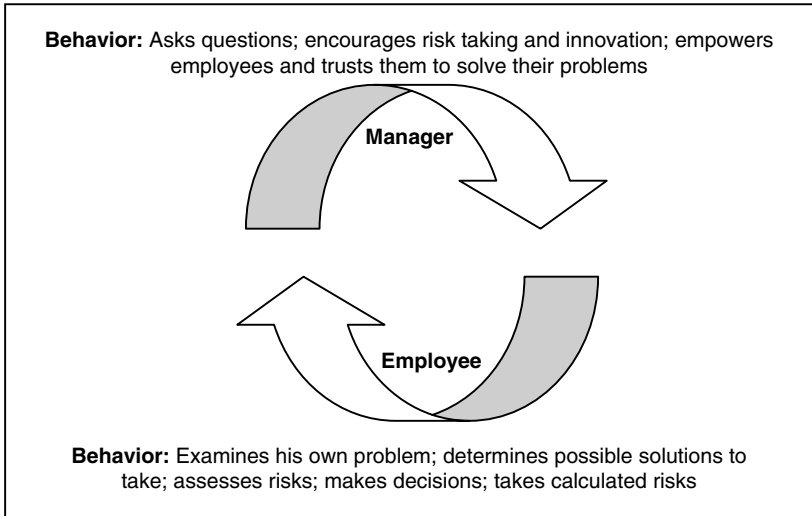 Behavior: Asks questions; encourages risk taking and innovation; empowers
employees and trusts them to solve their problems
Manager
Employee
Behavior: Examines his own problem; determines possible solutions to
take; assesses risks; makes decisions; takes calculated risks